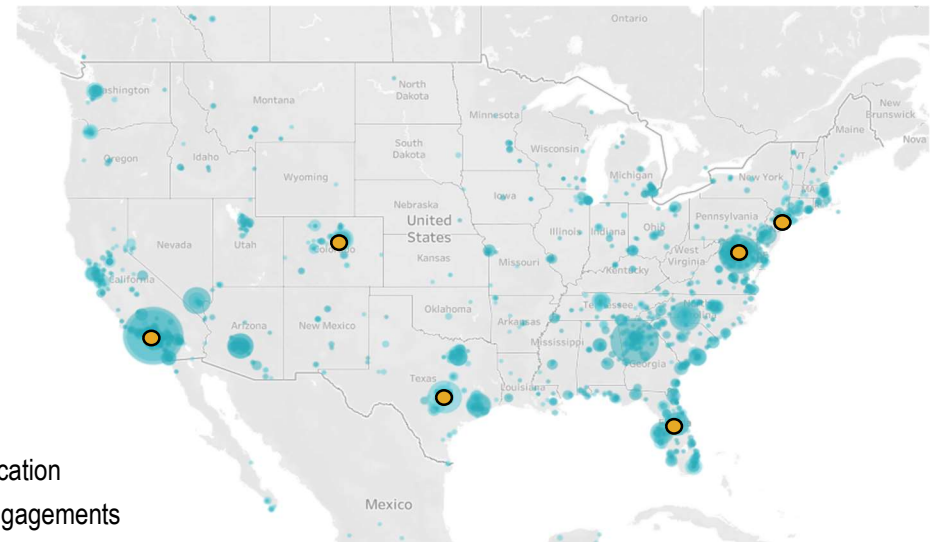 Ontario
Washington
Montana
North
Dakota
Minnesota
New
Brunswick
Maine
Nova
Oregon
Idaho
South
Dakota
Wisconsin
VT
Wyoming
Michigan
New York
MA
Nebraska
Iowa
United
States
Pennsylvania
Nevada
Utah
Colorado
Illinois
Indiana
Ohio
Kansas
Missouri
West
Virginia
California
Kentucky
Arizona
New Mexico
Oklahoma
Arkansas
Tennessee
Mississippi
Georgia
Texas
Louisiana
Mexico
cation
gagements